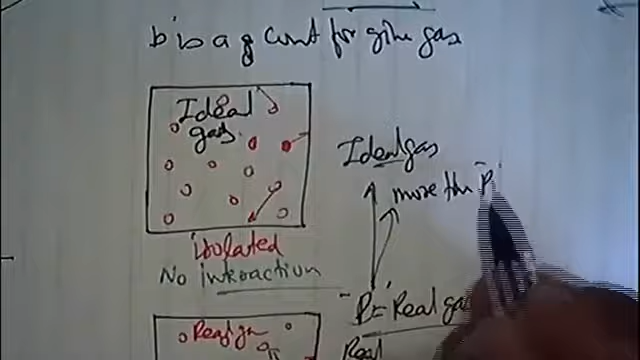 b is a g const for given gas
Ideal
gas
Ideal gas
more the P
isolated
No interaction
P = Real gas
Real gas
Real